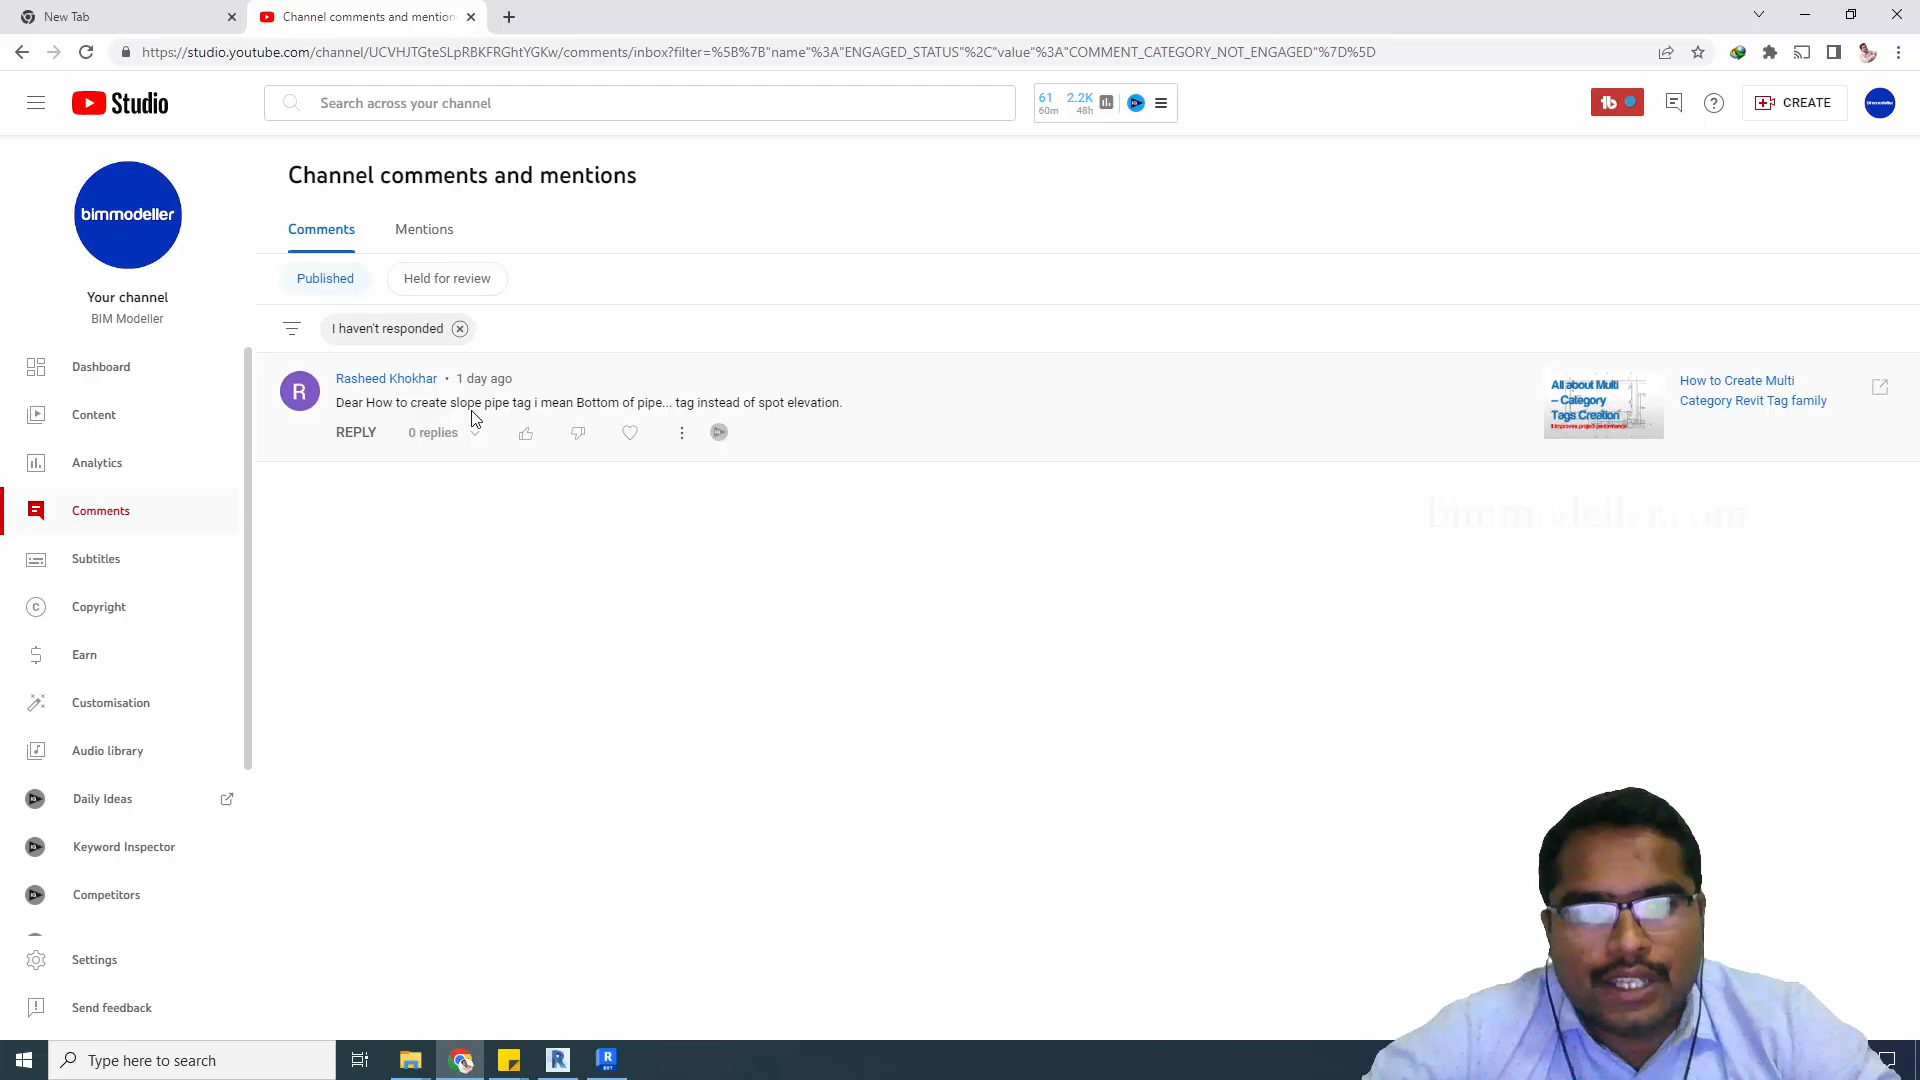 New Tab
Channel comments and mention
https://studio.youtube.com/channel/UCVHJTGteSLpRBKFRGhtYGKw/comments/inbox?filter=%5B%7B"name"%3A"ENGAGED_STATUS"%2C"value"%3A"COMMENT_CATEGORY_NOT_ENGAGED"%7D%5D
Studio
Search across your channel
61 2.2K
60m 48h
tb
CREATE
bimmodeller
Your channel
BIM Modeller
Dashboard
Content
Analytics
Comments
Subtitles
Copyright
Earn
Customisation
Audio library
Daily Ideas
Keyword Inspector
Competitors
Settings
Send feedback
Channel comments and mentions
Comments Mentions
Published Held for review
I haven't responded
R
Rasheed Khokhar • 1 day ago
Dear How to create slope pipe tag i mean Bottom of pipe... tag instead of spot elevation.
REPLY 0 replies
All about Multi
– Category
Tags Creation
How to Create Multi
Category Revit Tag family
bimmodeller.com
Type here to search